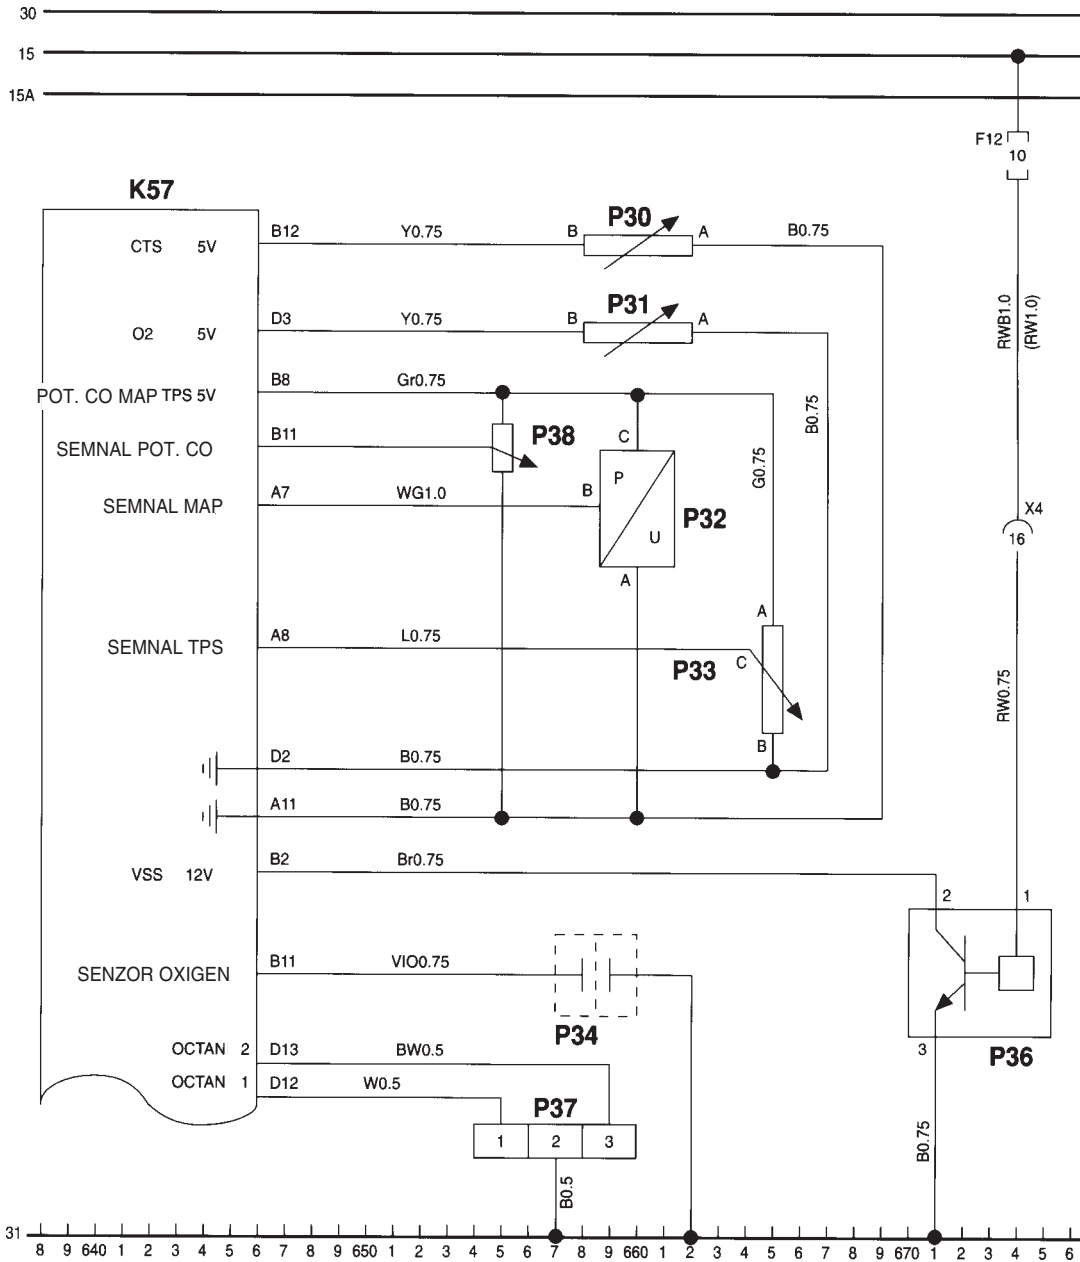 30
15
15A
F12
10
K57
CTS 5V
B12
Y0.75
B
P30
A
B0.75
RWB1.0
(RW1.0)
O2 5V
D3
Y0.75
B
P31
A
B0.75
POT. CO MAP TPS 5V
B8
Gr0.75
SEMNAL POT. CO
B11
P38
C
P
U
G0.75
SEMNAL MAP
A7
WG1.0
B
P32
A
X4
16
SEMNAL TPS
A8
L0.75
A
P33
C
B
RW0.75
D2
B0.75
A11
B0.75
VSS 12V
B2
Br0.75
2
1
SENZOR OXIGEN
B11
VIO0.75
P34
3
P36
OCTAN 2
D13
BW0.5
OCTAN 1
D12
W0.5
P37
1 2 3
B0.5
B0.75
31
8 9 640 1 2 3 4 5 6 7 8 9 650 1 2 3 4 5 6 7 8 9 660 1 2 3 4 5 6 7 8 9 670 1 2 3 4 5 6